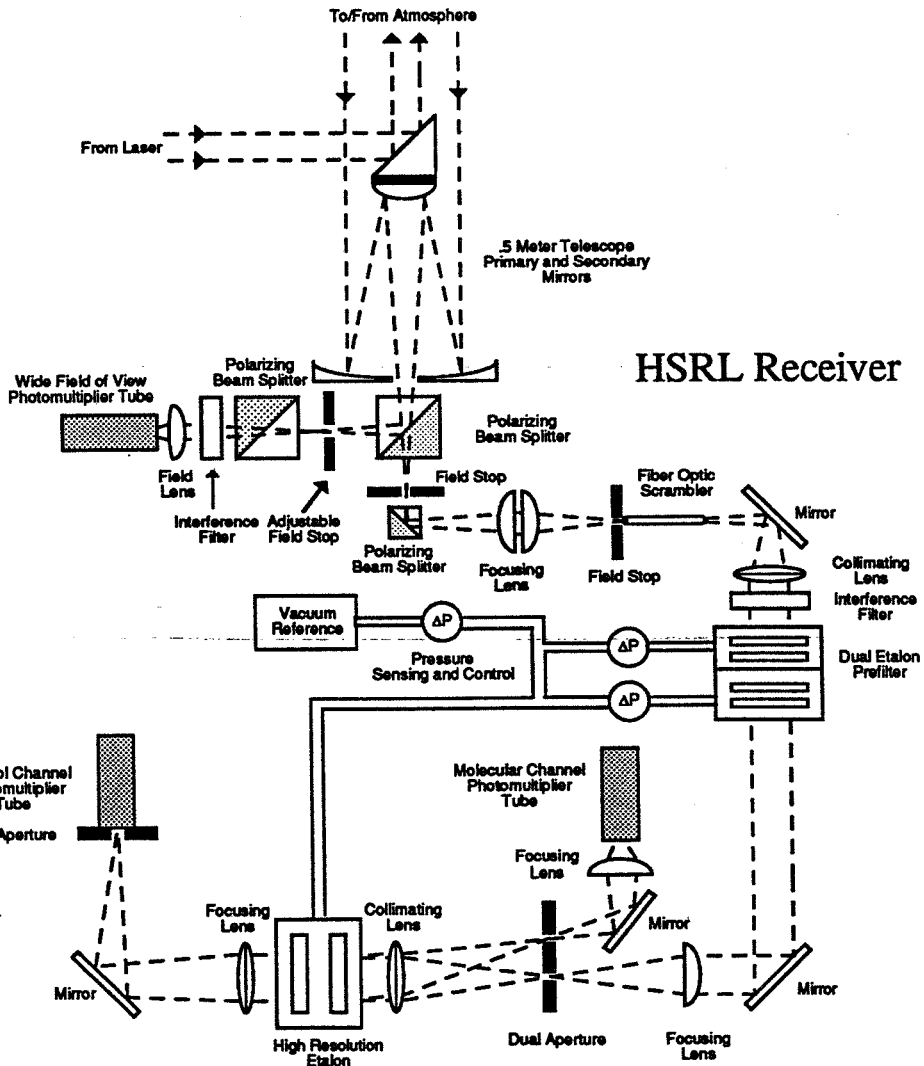 To/From Atmosphere
From Laser
.5 Meter Telescope
Primary and Secondary
Mirrors
HSRL Receiver
Wide Field of View
Photomultiplier Tube
Polarizing
Beam Splitter
Polarizing
Beam Splitter
Field
Lens
Interference
Filter
Adjustable
Field Stop
Field Stop
Polarizing
Beam Splitter
Focusing
Lens
Field Stop
Fiber Optic
Scrambler
Mirror
Collimating
Lens
Interference
Filter
Vacuum
Reference
ΔP
Pressure
Sensing and Control
ΔP
ΔP
Dual Etalon
Prefilter
ol Channel
omultiplier
Tube
Aperture
Molecular Channel
Photomultiplier
Tube
Focusing
Lens
Mirror
Focusing
Lens
Collimating
Lens
Mirror
High Resolution
Etalon
Dual Aperture
Focusing
Lens
Mirror